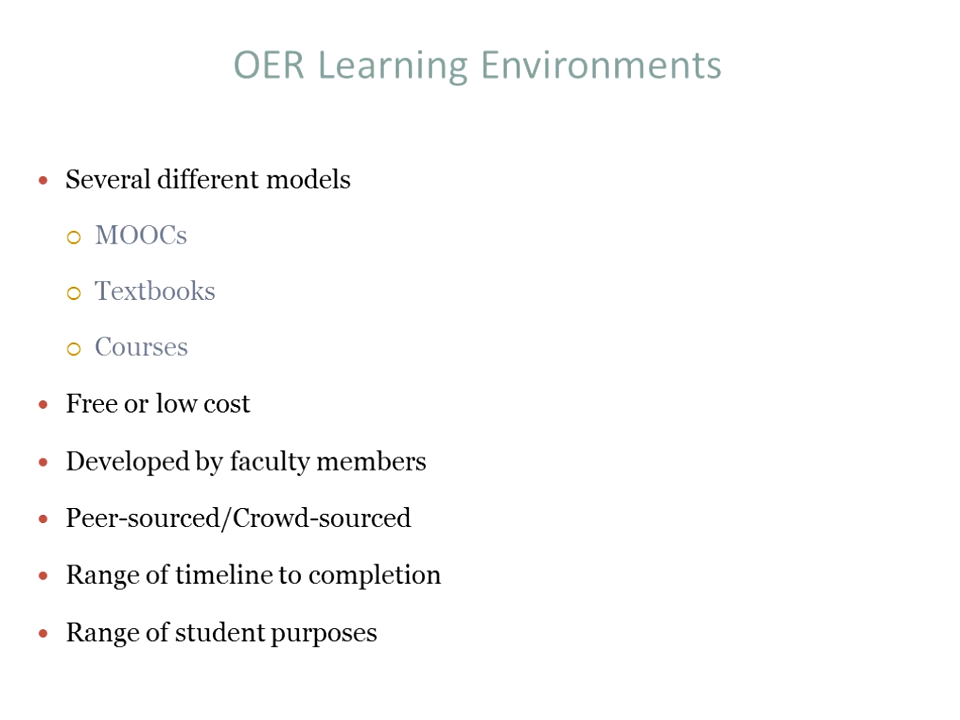 OER Learning Environments
Several different models
MOOCs
Textbooks
Courses
Free or low cost
Developed by faculty members
Peer-sourced/Crowd-sourced
Range of timeline to completion
Range of student purposes